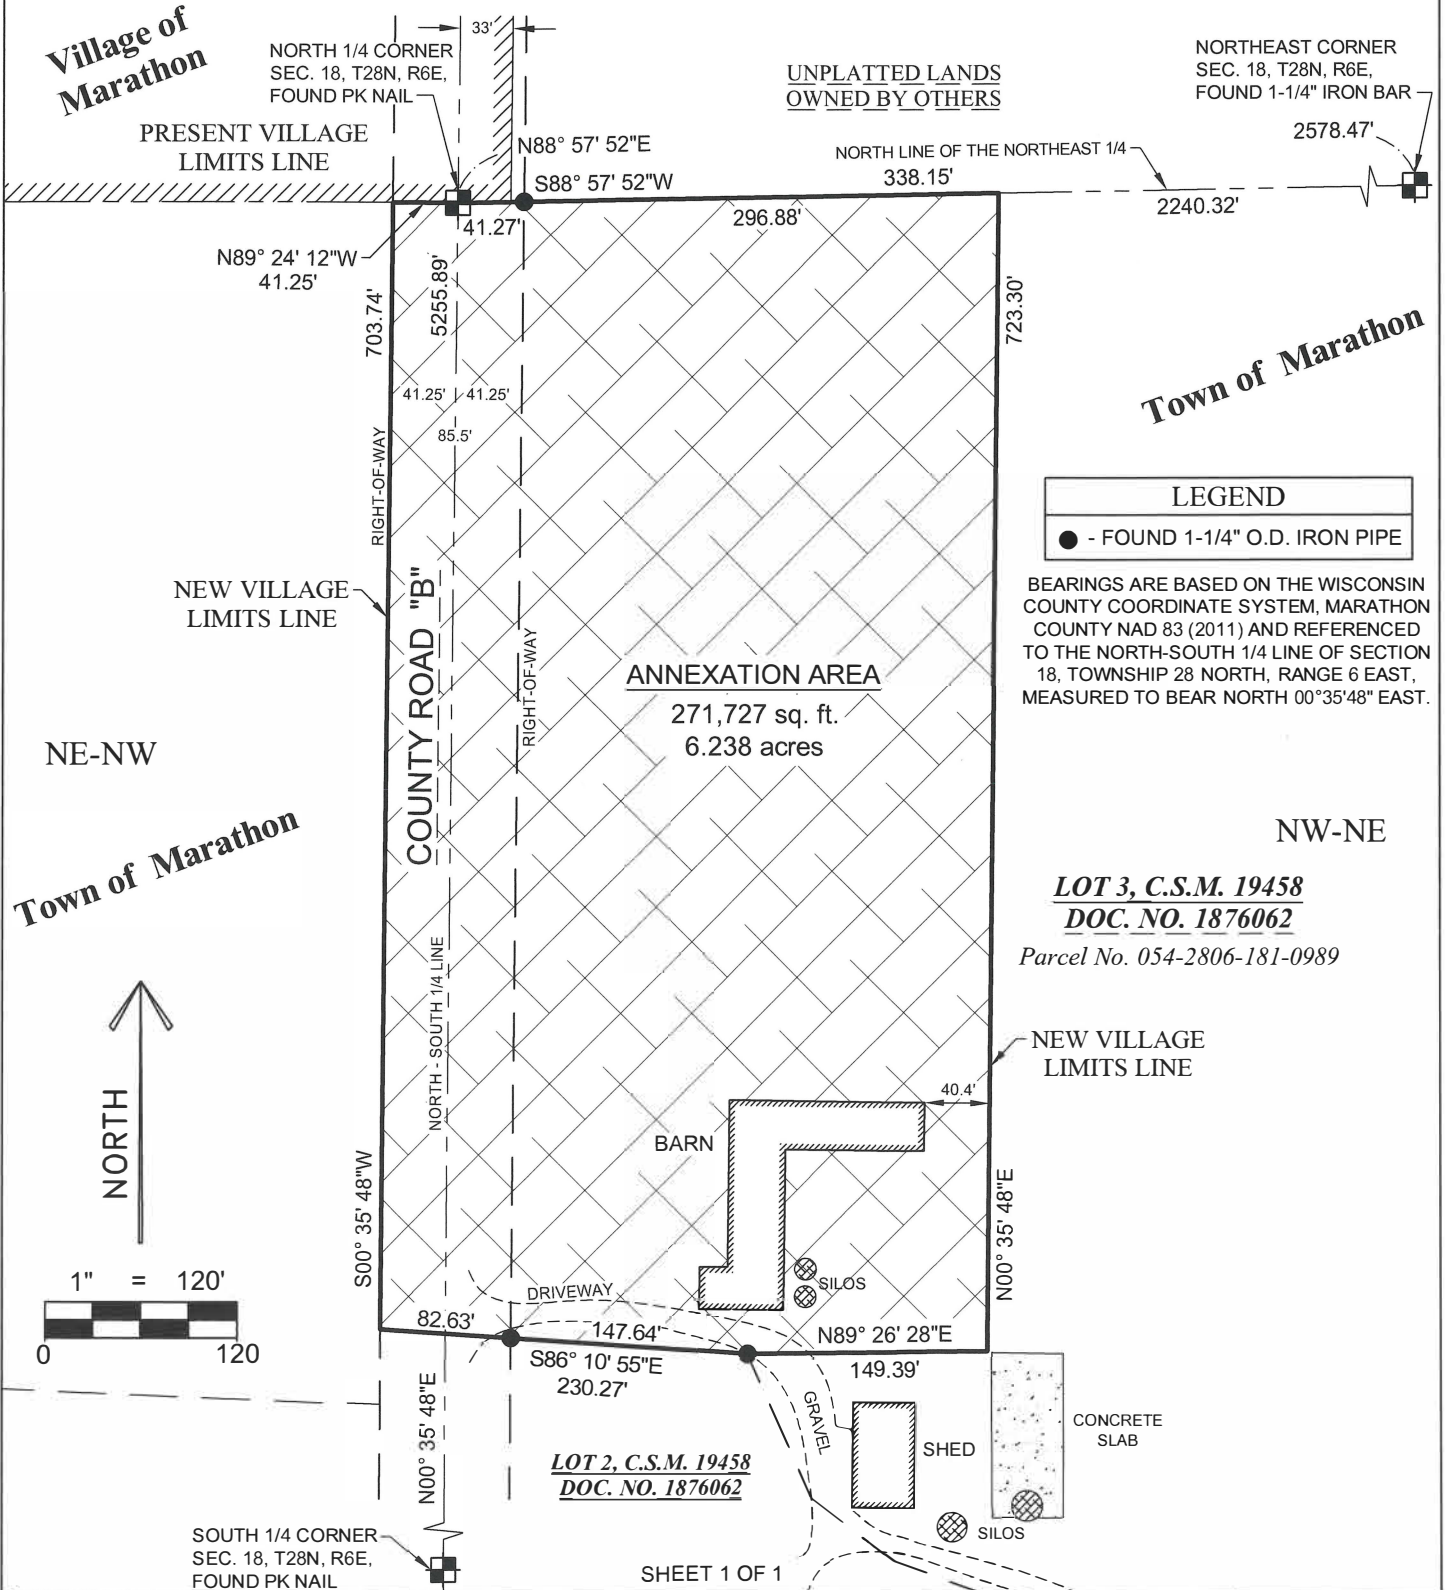 Village of
Marathon
33'
NORTH 1/4 CORNER
SEC. 18, T28N, R6E,
FOUND PK NAIL
UNPLATTED LANDS
OWNED BY OTHERS
NORTHEAST CORNER
SEC. 18, T28N, R6E,
FOUND 1-1/4" IRON BAR
PRESENT VILLAGE
LIMITS LINE
N88° 57' 52"E
S88° 57' 52"W
NORTH LINE OF THE NORTHEAST 1/4
338.15'
2578.47'
2240.32'
41.27'
296.88'
N89° 24' 12"W
41.25'
703.74'
5255.89'
723.30'
Town of Marathon
41.25'
41.25'
85.5'
RIGHT-OF-WAY
LEGEND
- FOUND 1-1/4" O.D. IRON PIPE
NEW VILLAGE
LIMITS LINE
COUNTY ROAD "B"
RIGHT-OF-WAY
BEARINGS ARE BASED ON THE WISCONSIN
COUNTY COORDINATE SYSTEM, MARATHON
COUNTY NAD 83 (2011) AND REFERENCED
TO THE NORTH-SOUTH 1/4 LINE OF SECTION
18, TOWNSHIP 28 NORTH, RANGE 6 EAST,
MEASURED TO BEAR NORTH 00°35'48" EAST.
ANNEXATION AREA
271,727 sq. ft.
6.238 acres
NE-NW
NW-NE
Town of Marathon
LOT 3, C.S.M. 19458
DOC. NO. 1876062
Parcel No. 054-2806-181-0989
NORTH - SOUTH 1/4 LINE
NEW VILLAGE
LIMITS LINE
NORTH
40.4'
BARN
S00° 35' 48"W
N00° 35' 48"E
1" = 120'
0 120
DRIVEWAY
SILOS
82.63'
147.64'
N89° 26' 28"E
149.39'
S86° 10' 55"E
230.27'
N00° 35' 48"E
GRAVEL
SHED
CONCRETE
SLAB
LOT 2, C.S.M. 19458
DOC. NO. 1876062
SILOS
SOUTH 1/4 CORNER
SEC. 18, T28N, R6E,
FOUND PK NAIL
SHEET 1 OF 1